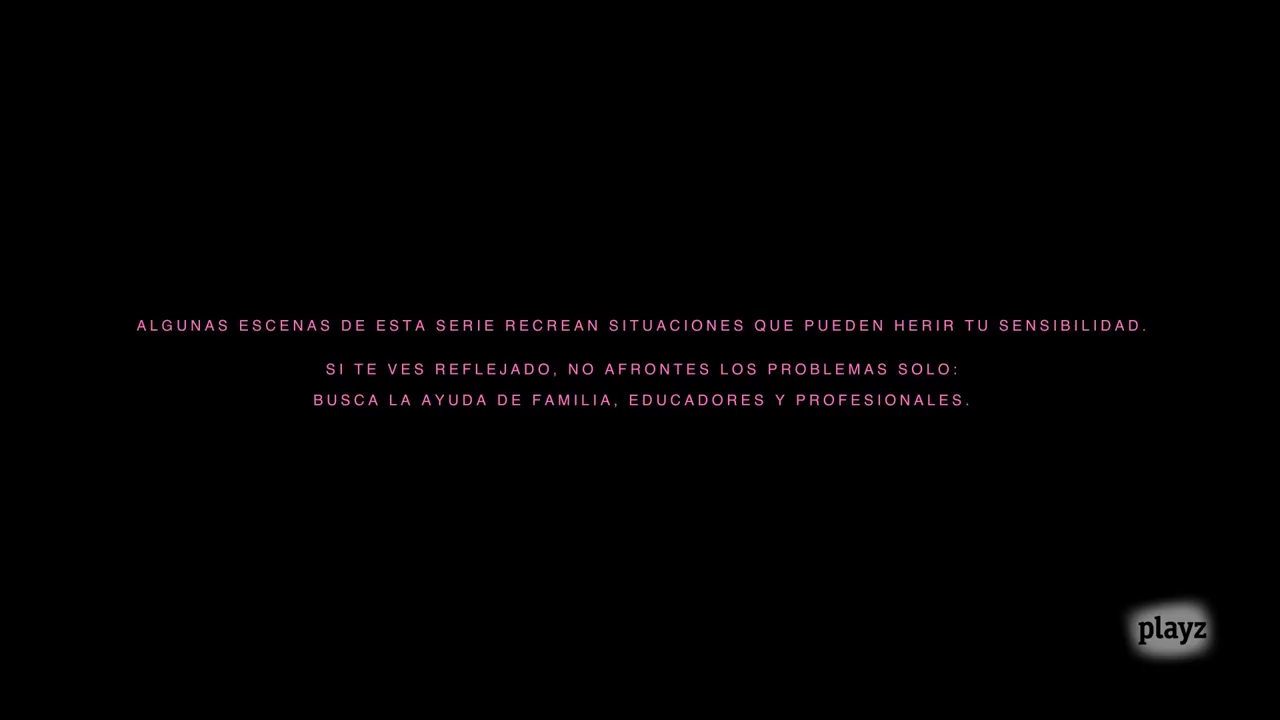 ALGUNAS ESCENAS DE ESTA SERIE RECREAN SITUACIONES QUE PUEDEN HERIR TU SENSIBILIDAD.
SI TE VES REFLEJADO, NO AFRONTES LOS PROBLEMAS SOLO:
BUSCA LA AYUDA DE FAMILIA, EDUCADORES Y PROFESIONALES.
playz